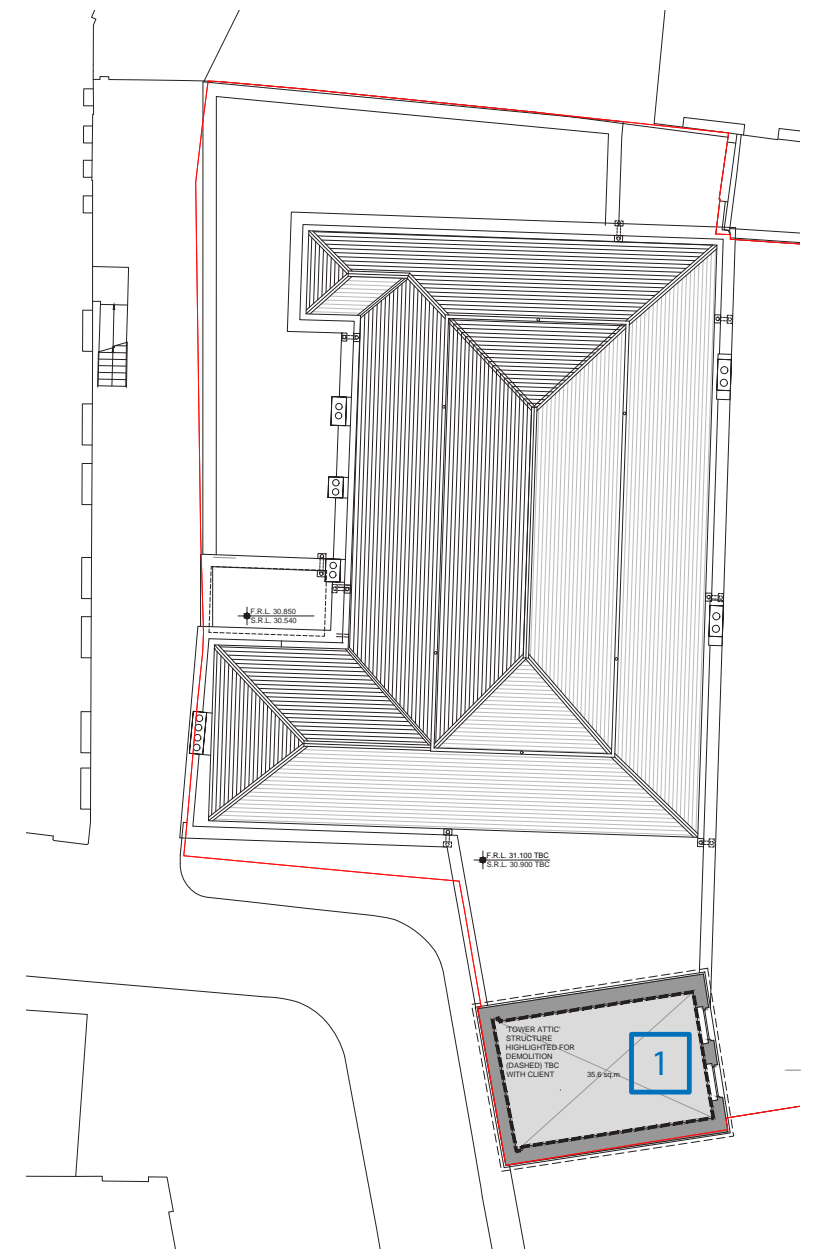 F.R.L. 30.850
S.R.L. 30.540
F.R.L. 31.100 TBC
S.R.L. 30.900 TBC
'TOWER ATTIC'
STRUCTURE
HIGHLIGHTED FOR
DEMOLITION
(DASHED) TBC
WITH CLIENT
35.6 sq.m
1